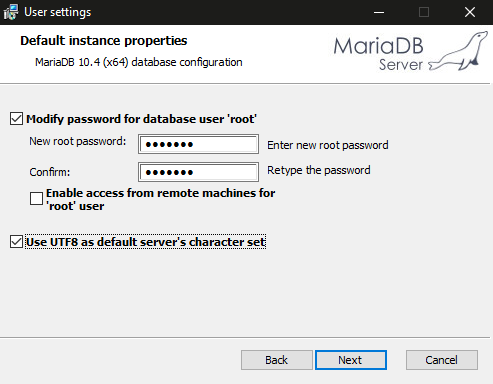 User settings
Default instance properties
MariaDB 10.4 (x64) database configuration
MariaDB
Server
Modify password for database user 'root'
New root password:
Enter new root password
Confirm:
Retype the password
Enable access from remote machines for
'root' user
Use UTF8 as default server's character set
Back
Next
Cancel